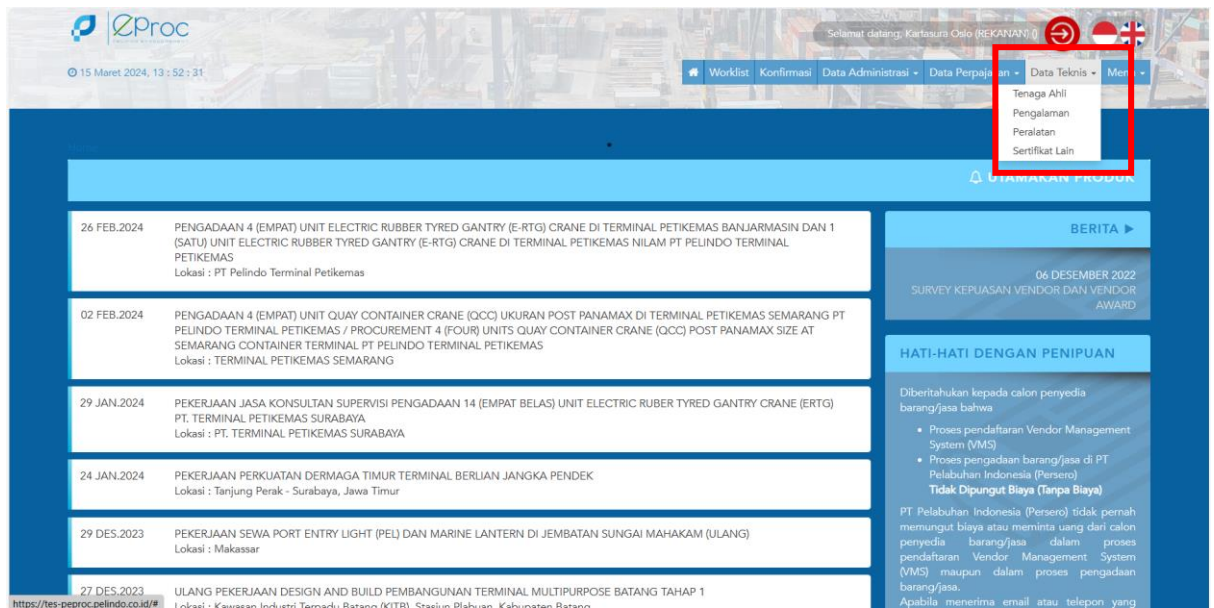 eProc
Selamat datang; Kartasura Oslo (REKANAN) ()
15 Maret 2024, 13 : 52 : 31
Worklist Konfirmasi Data Administrasi Data Perpajakan Data Teknis
Tenaga Ahli
Pengalaman
Peralatan
Sertifikat Lain
UTAMAKAN PRODUK
26 FEB.2024 PENGADAAN 4 (EMPAT) UNIT ELECTRIC RUBBER TYRED GANTRY (E-RTG) CRANE DI TERMINAL PETIKEMAS BANJARMASIN DAN 1
(SATU) UNIT ELECTRIC RUBBER TYRED GANTRY (E-RTG) CRANE DI TERMINAL PETIKEMAS NILAM PT PELINDO TERMINAL
PETIKEMAS
Lokasi : PT Pelindo Terminal Petikemas
02 FEB.2024 PENGADAAN 4 (EMPAT) UNIT QUAY CONTAINER CRANE (QCC) UKURAN POST PANAMAX DI TERMINAL PETIKEMAS SEMARANG PT
PELINDO TERMINAL PETIKEMAS / PROCUREMENT 4 (FOUR) UNITS QUAY CONTAINER CRANE (QCC) POST PANAMAX SIZE AT
SEMARANG CONTAINER TERMINAL PT PELINDO TERMINAL PETIKEMAS
Lokasi : TERMINAL PETIKEMAS SEMARANG
29 JAN.2024 PEKERJAAN JASA KONSULTAN SUPERVISI PENGADAAN 14 (EMPAT BELAS) UNIT ELECTRIC RUBER TYRED GANTRY CRANE (ERTG)
PT. TERMINAL PETIKEMAS SURABAYA
Lokasi : PT. TERMINAL PETIKEMAS SURABAYA
24 JAN.2024 PEKERJAAN PERKUATAN DERMAGA TIMUR TERMINAL BERLIAN JANGKA PENDEK
Lokasi : Tanjung Perak - Surabaya, Jawa Timur
29 DES.2023 PEKERJAAN SEWA PORT ENTRY LIGHT (PEL) DAN MARINE LANTERN DI JEMBATAN SUNGAI MAHAKAM (ULANG)
Lokasi : Makassar
27 DES.2023 ULANG PEKERJAAN DESIGN AND BUILD PEMBANGUNAN TERMINAL MULTIPURPOSE BATANG TAHAP 1
Lokasi : Kawasan Industri Terpadu Batang (KITB), Stasiun Plabuan, Kabupaten Batang
https://tes-peproc.pelindo.co.id/#
BERITA
06 DESEMBER 2022
SURVEY KEPUASAN VENDOR DAN VENDOR
AWARD
HATI-HATI DENGAN PENIPUAN
Diberitahukan kepada calon penyedia
barang/jasa bahwa
• Proses pendaftaran Vendor Management
System (VMS)
• Proses pengadaan barang/jasa di PT
Pelabuhan Indonesia (Persero)
Tidak Dipungut Biaya (Tanpa Biaya)
PT Pelabuhan Indonesia (Persero) tidak pernah
memungut biaya atau meminta uang dari calon
penyedia barang/jasa dalam proses
pendaftaran Vendor Management System
(VMS) maupun dalam proses pengadaan
barang/jasa.
Apabila menerima email atau telepon yang